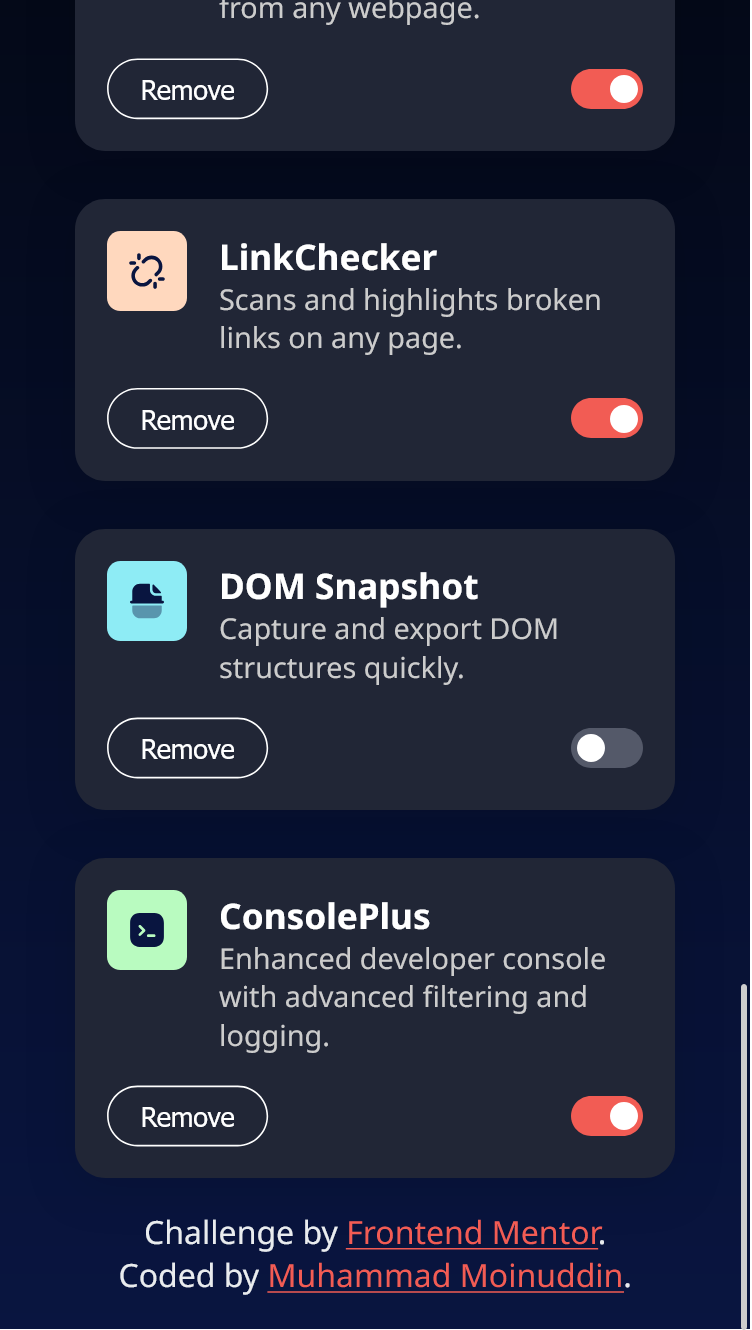 from any webpage.
Remove
LinkChecker
Scans and highlights broken
links on any page.
Remove
DOM Snapshot
Capture and export DOM
structures quickly.
Remove
ConsolePlus
Enhanced developer console
with advanced filtering and
logging.
Remove
Challenge by Frontend Mentor.
Coded by Muhammad Moinuddin.